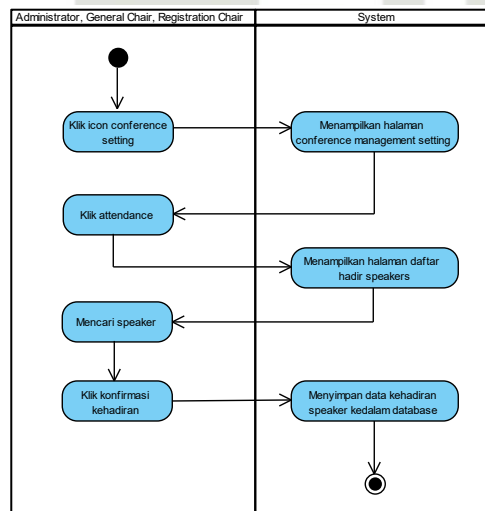 Administrator, General Chair, Registration Chair
System
Klik icon conference
setting
Menampilkan halaman
conference management setting
Klik attendance
Menampilkan halaman daftar
hadir speakers
Mencari speaker
Klik konfirmasi
kehadiran
Menyimpan data kehadiran
speaker kedalam database